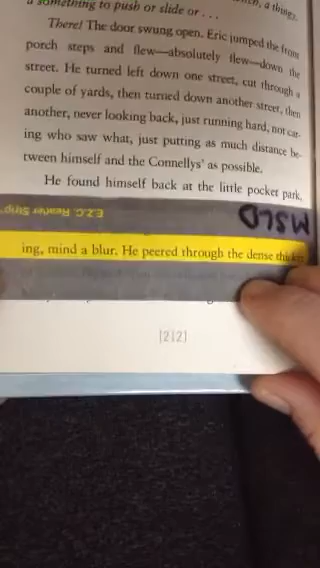 a something to push or slide or . . .
There! The door swung open. Eric jumped the front
porch steps and flew—absolutely flew—down the
street. He turned left down one street, cut through a
couple of yards, then turned down another street, then
another, never looking back, just running hard, not car-
ing who saw what, just putting as much distance be-
tween himself and the Connellys' as possible.
He found himself back at the little pocket park,
E.Z.C. Reader Strip
MSLD
ing, mind a blur. He peered through the dense thicket
[212]